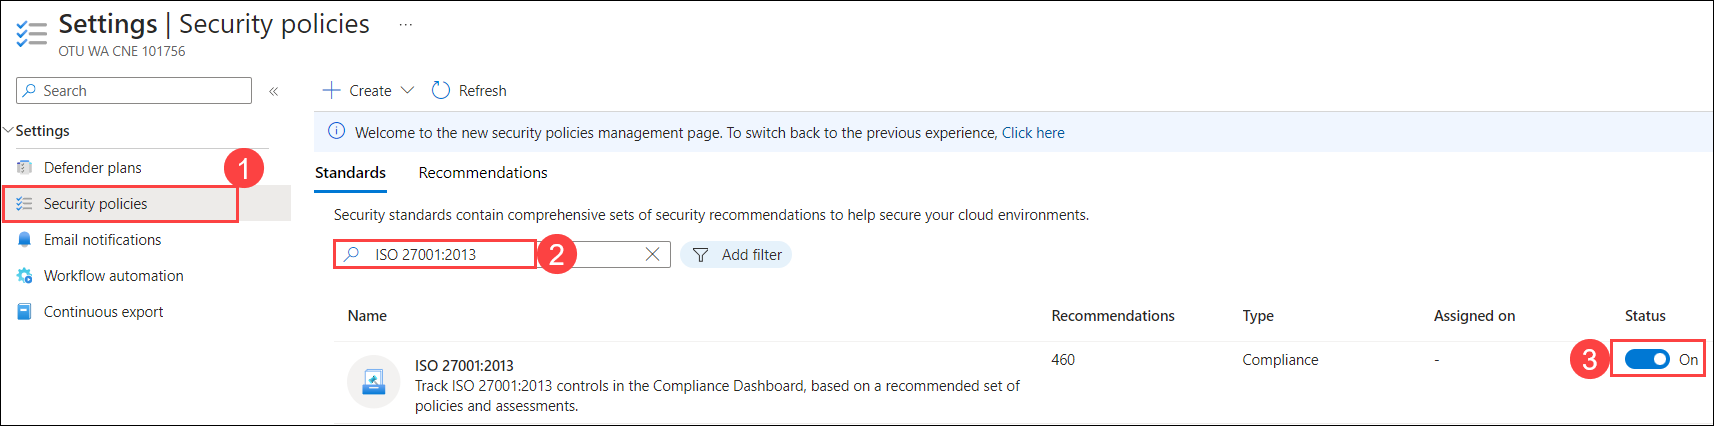 Settings | Security policies ...
OTU WA CNE 101756
Search «
Create Refresh
Settings
Welcome to the new security policies management page. To switch back to the previous experience, Click here
Defender plans 1
Standards Recommendations
Security policies
Security standards contain comprehensive sets of security recommendations to help secure your cloud environments.
Email notifications
ISO 27001:2013 2 Add filter
Workflow automation
Continuous export
Name Recommendations Type Assigned on Status
ISO 27001:2013 460 Compliance - 3 On
Track ISO 27001:2013 controls in the Compliance Dashboard, based on a recommended set of
policies and assessments.